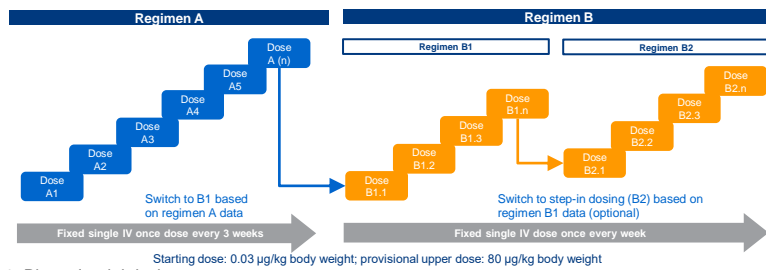 Regimen A
Regimen B
Regimen B1
Regimen B2
Dose
A (n)
Dose
A5
Dose
A4
Dose
A3
Dose
A2
Dose
A1
Dose
B1.n
Dose
B1.3
Dose
B1.2
Dose
B1.1
Dose
B2.n
Dose
B2.3
Dose
B2.2
Dose
B2.1
Switch to B1 based
on regimen A data
Switch to step-in dosing (B2) based on
regimen B1 data (optional)
Fixed single IV once dose every 3 weeks
Fixed single IV dose once every week
Starting dose: 0.03 µg/kg body weight; provisional upper dose: 80 µg/kg body weight